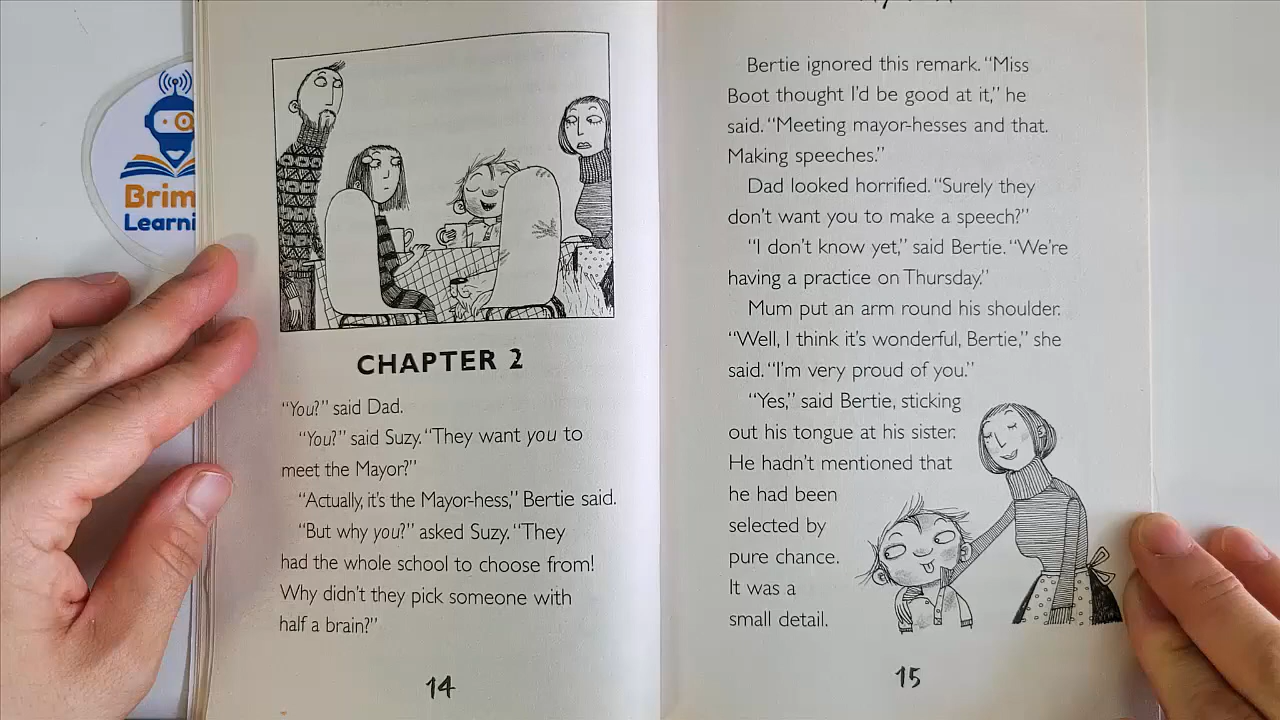 Brim
Learni
CHAPTER 2
“You?” said Dad.
“You?” said Suzy. “They want you to
meet the Mayor?”
“Actually, it’s the Mayor-hess,” Bertie said.
“But why you?” asked Suzy. “They
had the whole school to choose from!
Why didn’t they pick someone with
half a brain?”
14
Bertie ignored this remark. “Miss
Boot thought I’d be good at it,” he
said. “Meeting mayor-hesses and that.
Making speeches.”
Dad looked horrified. “Surely they
don’t want you to make a speech?”
“I don’t know yet,” said Bertie. “We’re
having a practice on Thursday.”
Mum put an arm round his shoulder.
“Well, I think it’s wonderful, Bertie,” she
said. “I’m very proud of you.”
“Yes,” said Bertie, sticking
out his tongue at his sister.
He hadn’t mentioned that
he had been
selected by
pure chance.
It was a
small detail.
15